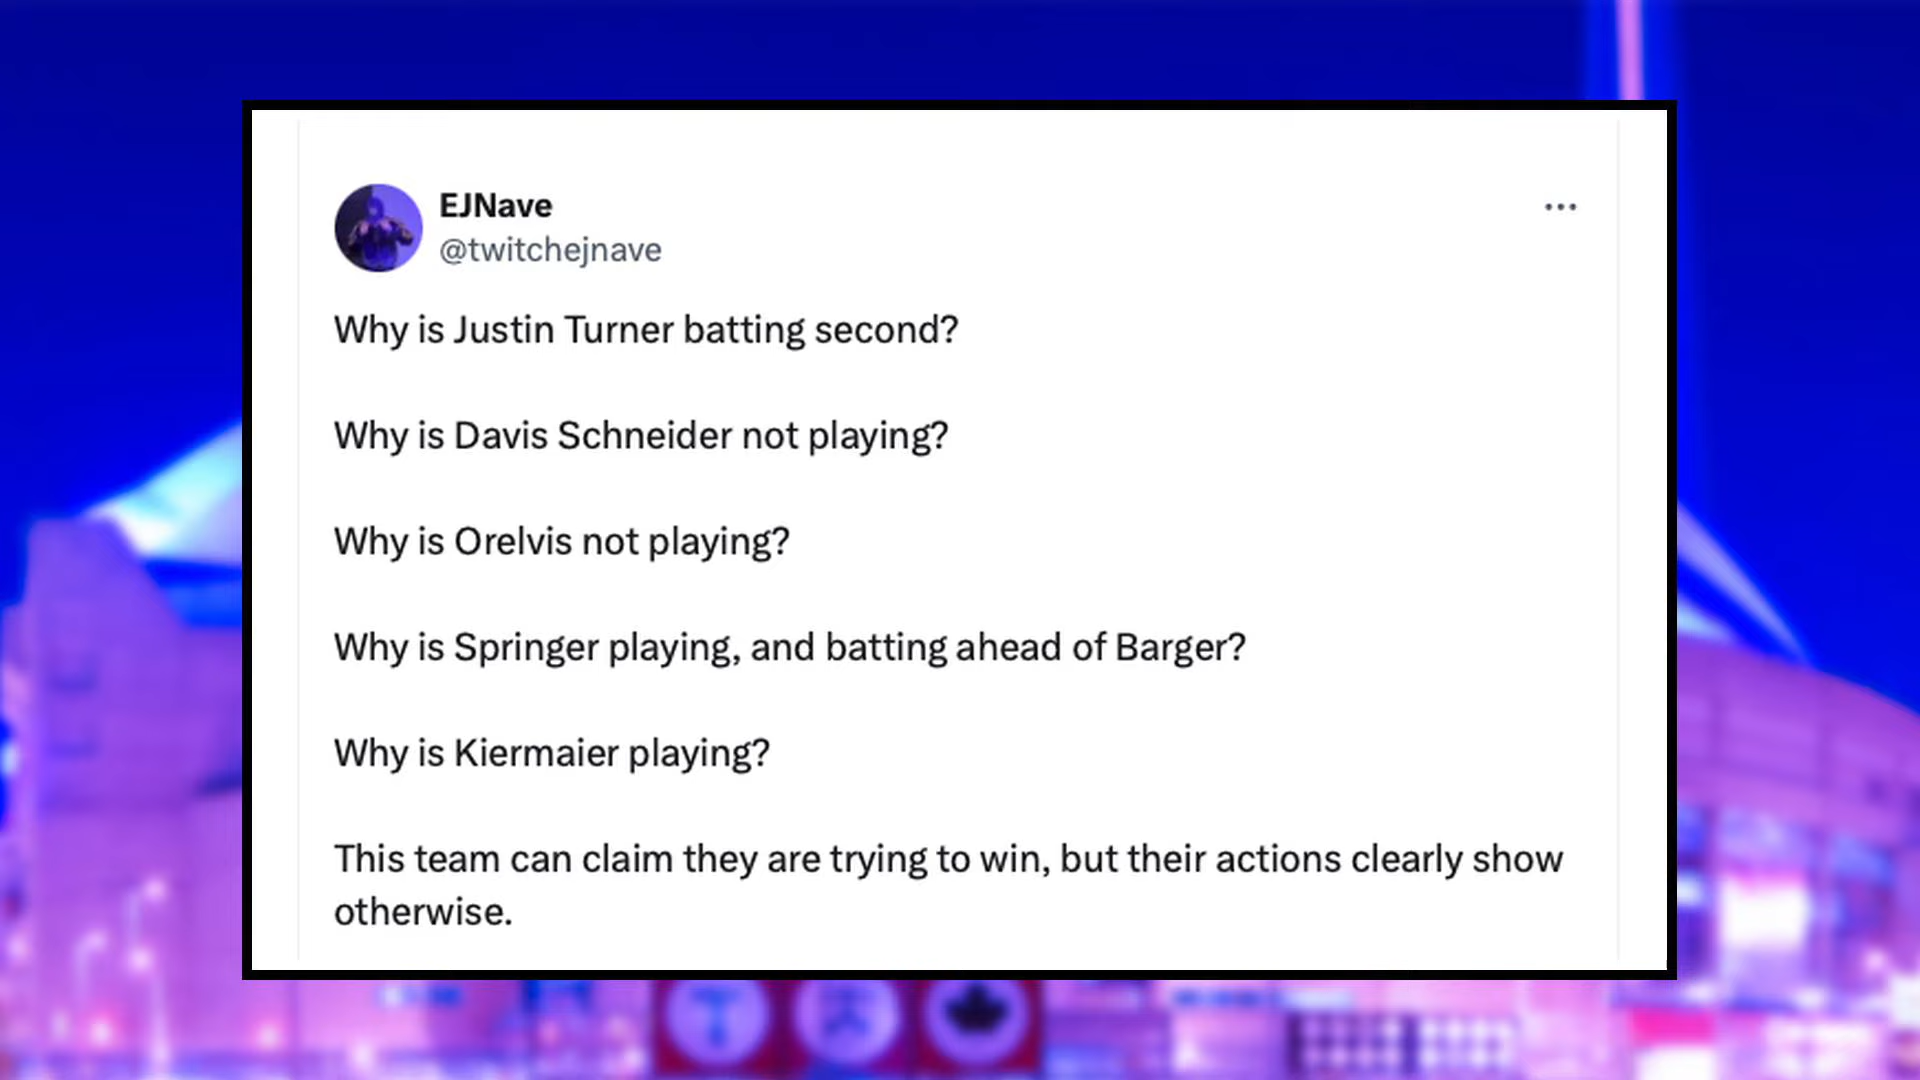 EJNave
@twitchejnave
Why is Justin Turner batting second?
Why is Davis Schneider not playing?
Why is Orelvis not playing?
Why is Springer playing, and batting ahead of Barger?
Why is Kiermaier playing?
This team can claim they are trying to win, but their actions clearly show
otherwise.